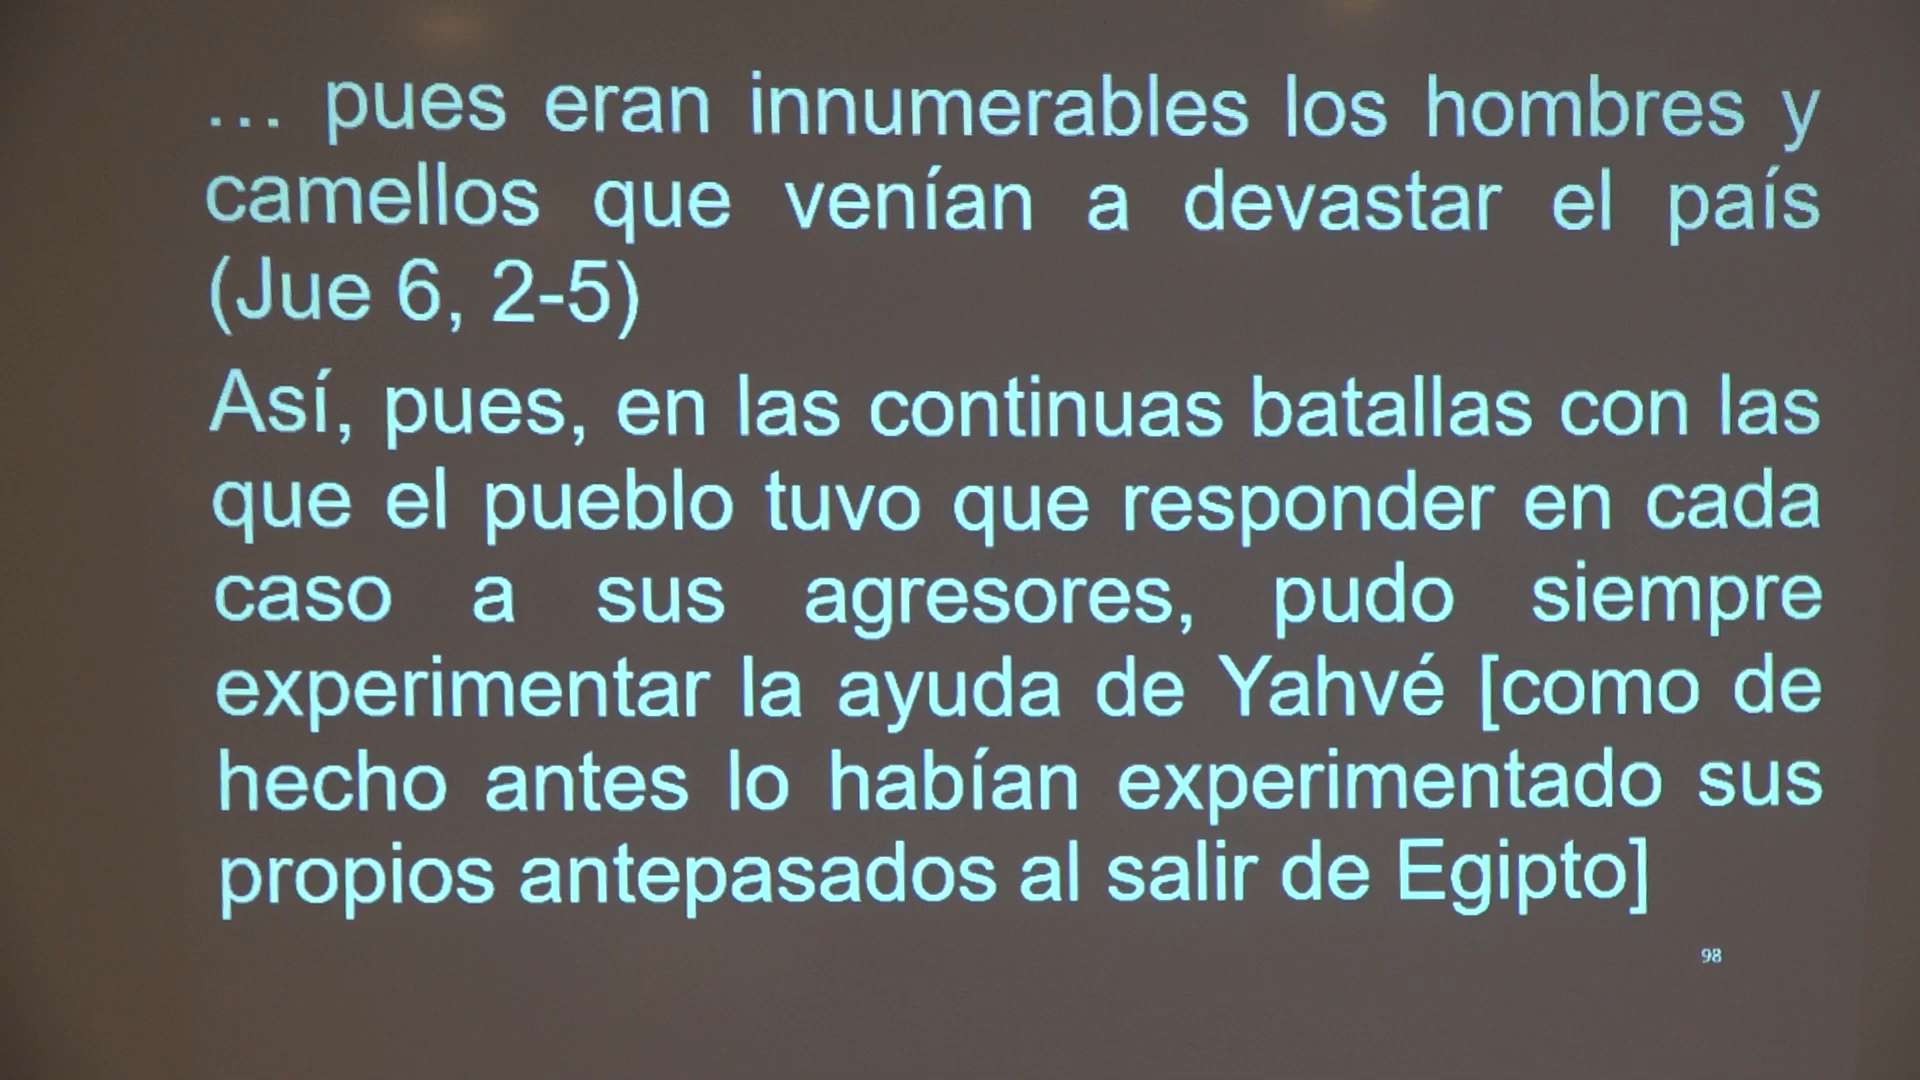 ... pues eran innumerables los hombres y
camellos que venían a devastar el país
(Jue 6, 2-5)
Así, pues, en las continuas batallas con las
que el pueblo tuvo que responder en cada
caso a sus agresores, pudo siempre
experimentar la ayuda de Yahvé [como de
hecho antes lo habían experimentado sus
propios antepasados al salir de Egipto]
98